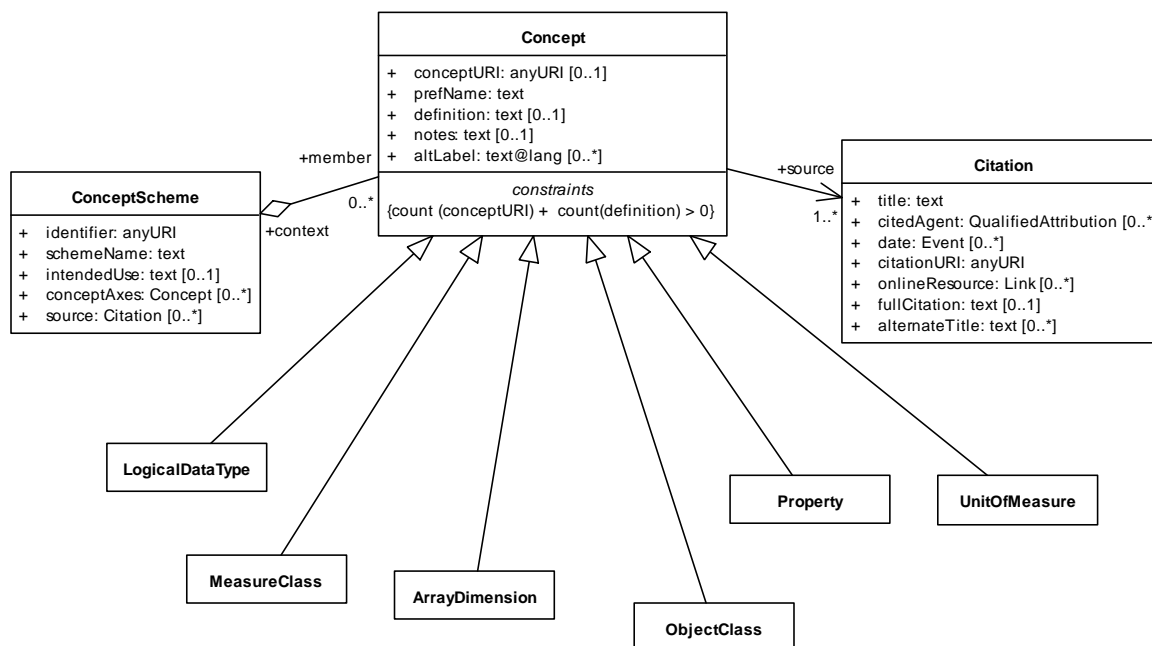 Concept
+ conceptURI: anyURI [0..1]
+ prefName: text
+ definition: text [0..1]
+ notes: text [0..1]
+ altLabel: text@lang [0..*]
constraints
{count (conceptURI) + count(definition) > 0}
+member
0..*
+context
ConceptScheme
+ identifier: anyURI
+ schemeName: text
+ intendedUse: text [0..1]
+ conceptAxes: Concept [0..*]
+ source: Citation [0..*]
+source
1..*
Citation
+ title: text
+ citedAgent: QualifiedAttribution [0..*
+ date: Event [0..*]
+ citationURI: anyURI
+ onlineResource: Link [0..*]
+ fullCitation: text [0..1]
+ alternateTitle: text [0..*]
LogicalDataType
MeasureClass
ArrayDimension
ObjectClass
Property
UnitOfMeasure